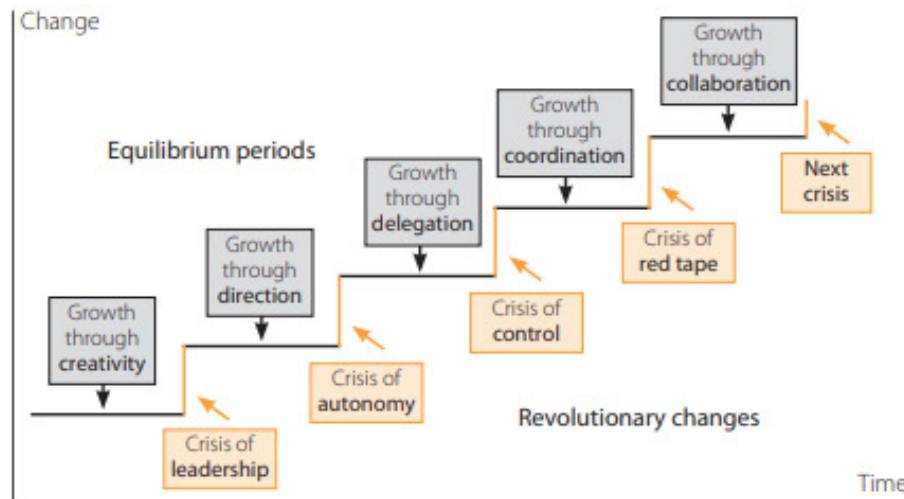 Change
Growth
through
collaboration
Growth
through
coordination
Equilibrium periods
Growth
through
delegation
Next
crisis
Growth
through
direction
Crisis of
red tape
Growth
through
creativity
Crisis of
control
Crisis of
autonomy
Revolutionary changes
Crisis of
leadership
Time